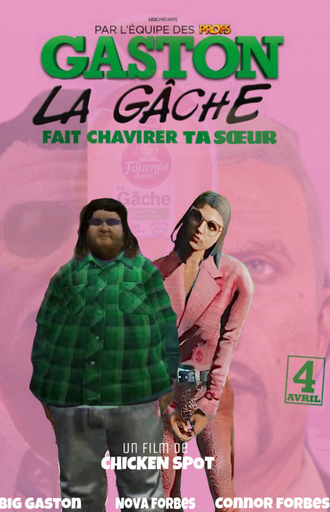 UGC PRÉSENTE
PAR L'ÉQUIPE DES PROFS
GASTON
LA GÂCHE
FAIT CHAVIRER TA SŒUR
Fournée
dorée
La
Gâche
4
AVRIL
UN FILM DE
CHICKEN SPOT
BIG GASTON NOVA FORBES CONNOR FORBES